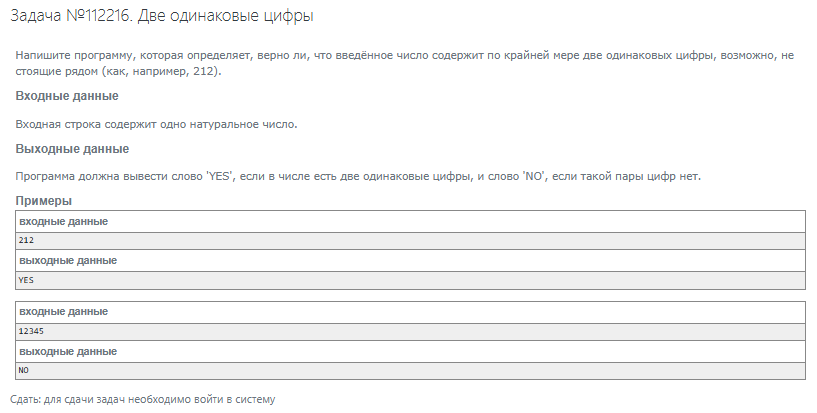 Задача №112216. Две одинаковые цифры
Напишите программу, которая определяет, верно ли, что введённое число содержит по крайней мере две одинаковых цифры, возможно, не
стоящие рядом (как, например, 212).
Входные данные
Входная строка содержит одно натуральное число.
Выходные данные
Программа должна вывести слово 'YES', если в числе есть две одинаковые цифры, и слово 'NO', если такой пары цифр нет.
Примеры
входные данные
212
выходные данные
YES
входные данные
12345
выходные данные
NO
Сдать: для сдачи задач необходимо войти в систему